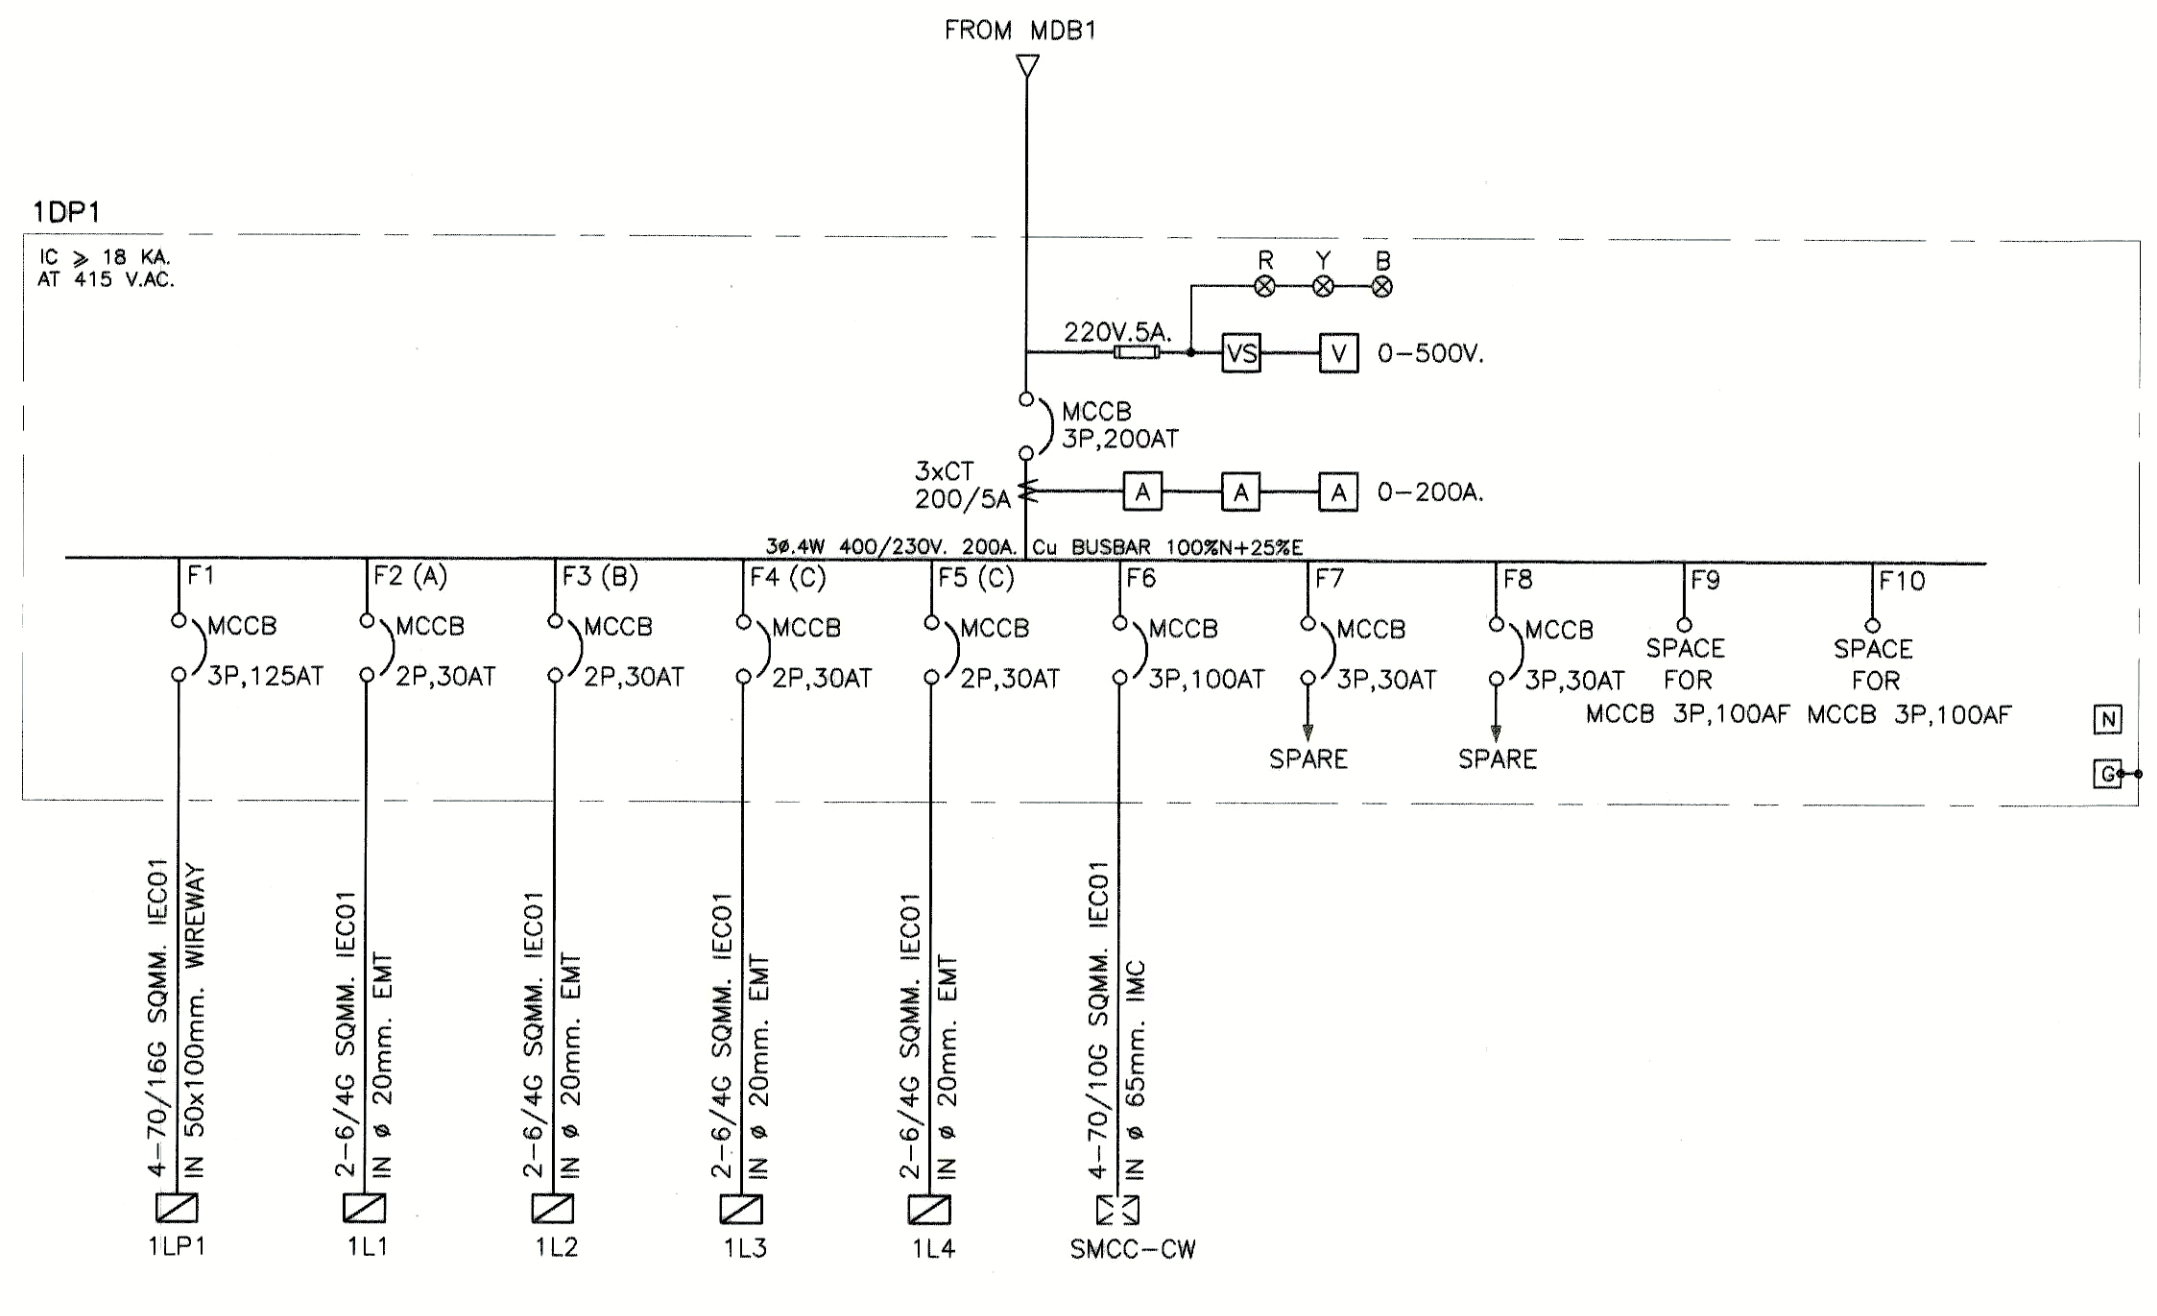 FROM MDB1
1DP1
IC ⩾ 18 KA.
AT 415 V.AC.
R Y B
220V.5A.
VS V 0-500V.
MCCB
3P,200AT
3xCT
200/5A
A A A 0-200A.
3ø.4W 400/230V. 200A. Cu BUSBAR 100%N+25%E
F1
MCCB
3P,125AT
4-70/16G SQMM. IEC01
IN 50x100mm. WIREWAY
1LP1
F2 (A)
MCCB
2P,30AT
2-6/4G SQMM. IEC01
IN ø 20mm. EMT
1L1
F3 (B)
MCCB
2P,30AT
2-6/4G SQMM. IEC01
IN ø 20mm. EMT
1L2
F4 (C)
MCCB
2P,30AT
2-6/4G SQMM. IEC01
IN ø 20mm. EMT
1L3
F5 (C)
MCCB
2P,30AT
2-6/4G SQMM. IEC01
IN ø 20mm. EMT
1L4
F6
MCCB
3P,100AT
4-70/10G SQMM. IEC01
IN ø 65mm. IMC
SMCC-CW
F7
MCCB
3P,30AT
SPARE
F8
MCCB
3P,30AT
SPARE
F9
SPACE
FOR
MCCB 3P,100AF
F10
SPACE
FOR
MCCB 3P,100AF
N
G